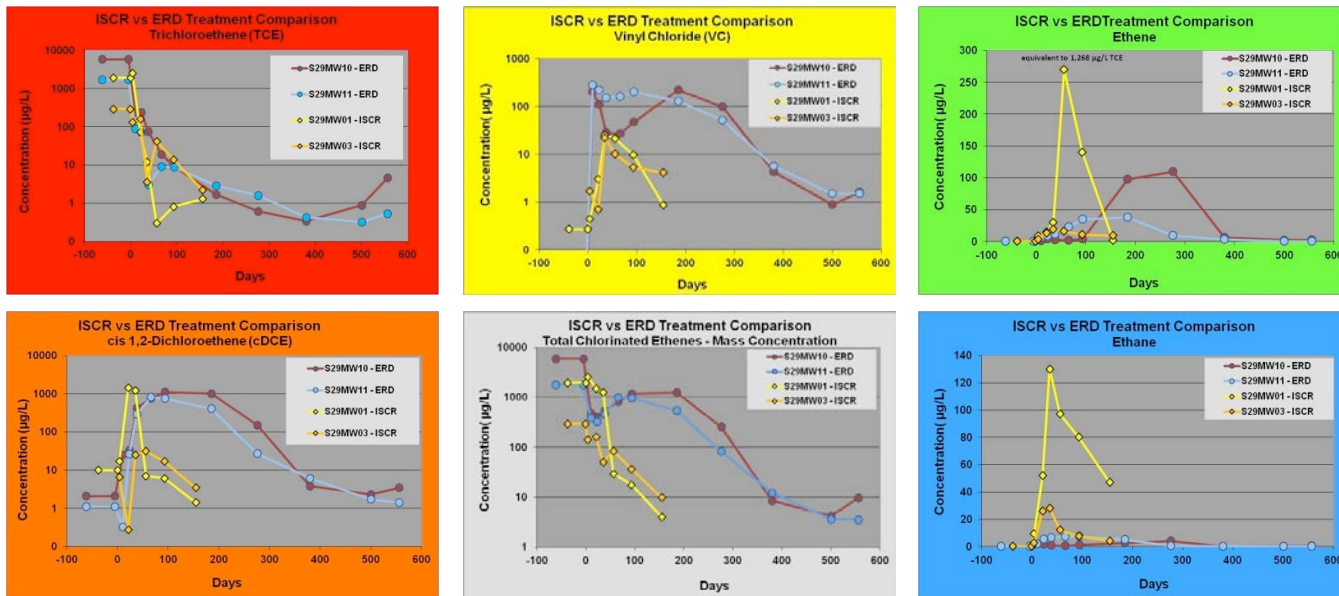 ISCR vs ERD Treatment Comparison
Trichloroethene (TCE)
10000
1000
100
10
1
0
Concentration (µg/L)
-100 0 100 200 300 400 500 600
Days
S29MW10 - ERD
S29MW11 - ERD
S29MW01 - ISCR
S29MW03 - ISCR
ISCR vs ERD Treatment Comparison
Vinyl Chloride (VC)
1000
100
10
1
0
Concentration( µg/L)
-100 0 100 200 300 400 500 600
Days
S29MW10 - ERD
S29MW11 - ERD
S29MW01 - ISCR
S29MW03 - ISCR
ISCR vs ERDTreatment Comparison
Ethene
300
250
200
150
100
50
0
Concentration (µg/L)
equivalent to 1,268 µg/L TCE
-100 0 100 200 300 400 500 600
Days
S29MW10 - ERD
S29MW11 - ERD
S29MW01 - ISCR
S29MW03 - ISCR
ISCR vs ERD Treatment Comparison
cis 1,2-Dichloroethene (cDCE)
10000
1000
100
10
1
0
Concentration (µg/L)
-100 0 100 200 300 400 500 600
Days
S29MW10 - ERD
S29MW11 - ERD
S29MW01 - ISCR
S29MW03 - ISCR
ISCR vs ERD Treatment Comparison
Total Chlorinated Ethenes - Mass Concentration
10000
1000
100
10
1
Concentration( µg/L)
-100 0 100 200 300 400 500 600
Days
S29MW10 - ERD
S29MW11 - ERD
S29MW01 - ISCR
S29MW03 - ISCR
ISCR vs ERD Treatment Comparison
Ethane
140
120
100
80
60
40
20
0
Concentration (µg/L)
-100 0 100 200 300 400 500 600
Days
S29MW10 - ERD
S29MW11 - ERD
S29MW01 - ISCR
S29MW03 - ISCR